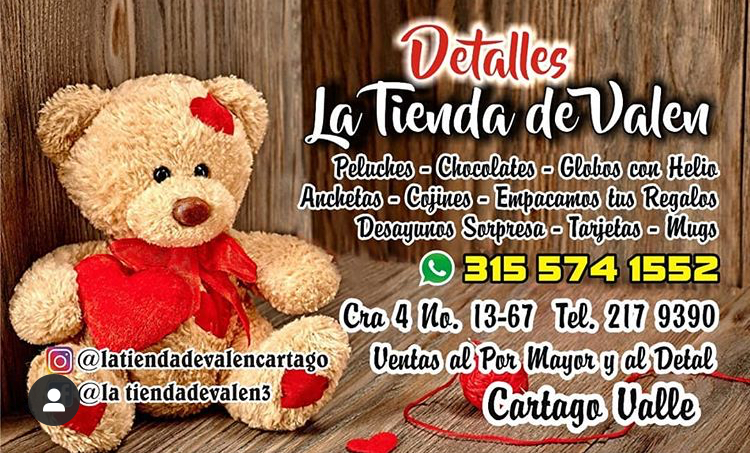 Detalles
La Tienda de Valen
Peluches - Chocolates - Globos con Helio
Anchetas - Cojines - Empacamos tus Regalos
Desayunos Sorpresa - Tarjetas - Mugs
315 574 1552
Cra 4 No. 13-67 Tel. 217 9390
@latiendadevalencartago
Ventas al Por Mayor y al Detal
@la tiendadevalen3
Cartago Valle